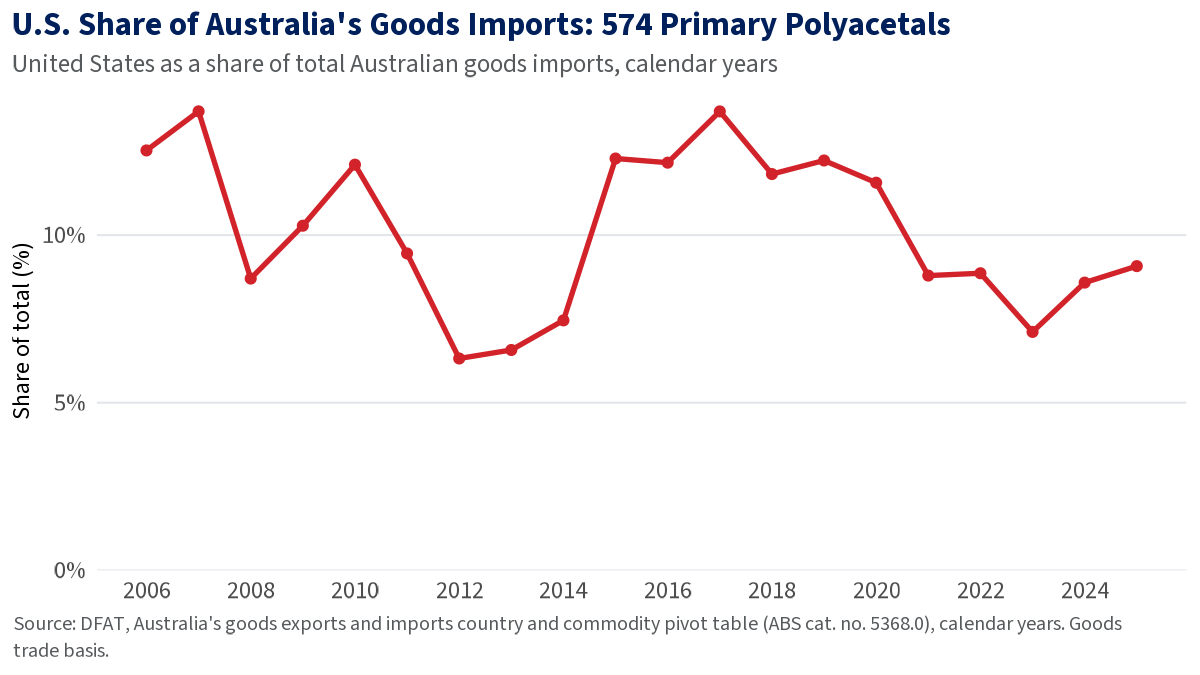 U.S. Share of Australia's Goods Imports: 574 Primary Polyacetals
United States as a share of total Australian goods imports, calendar years
Share of total (%)
10%
5%
0%
2006 2008 2010 2012 2014 2016 2018 2020 2022 2024
Source: DFAT, Australia's goods exports and imports country and commodity pivot table (ABS cat. no. 5368.0), calendar years. Goods
trade basis.